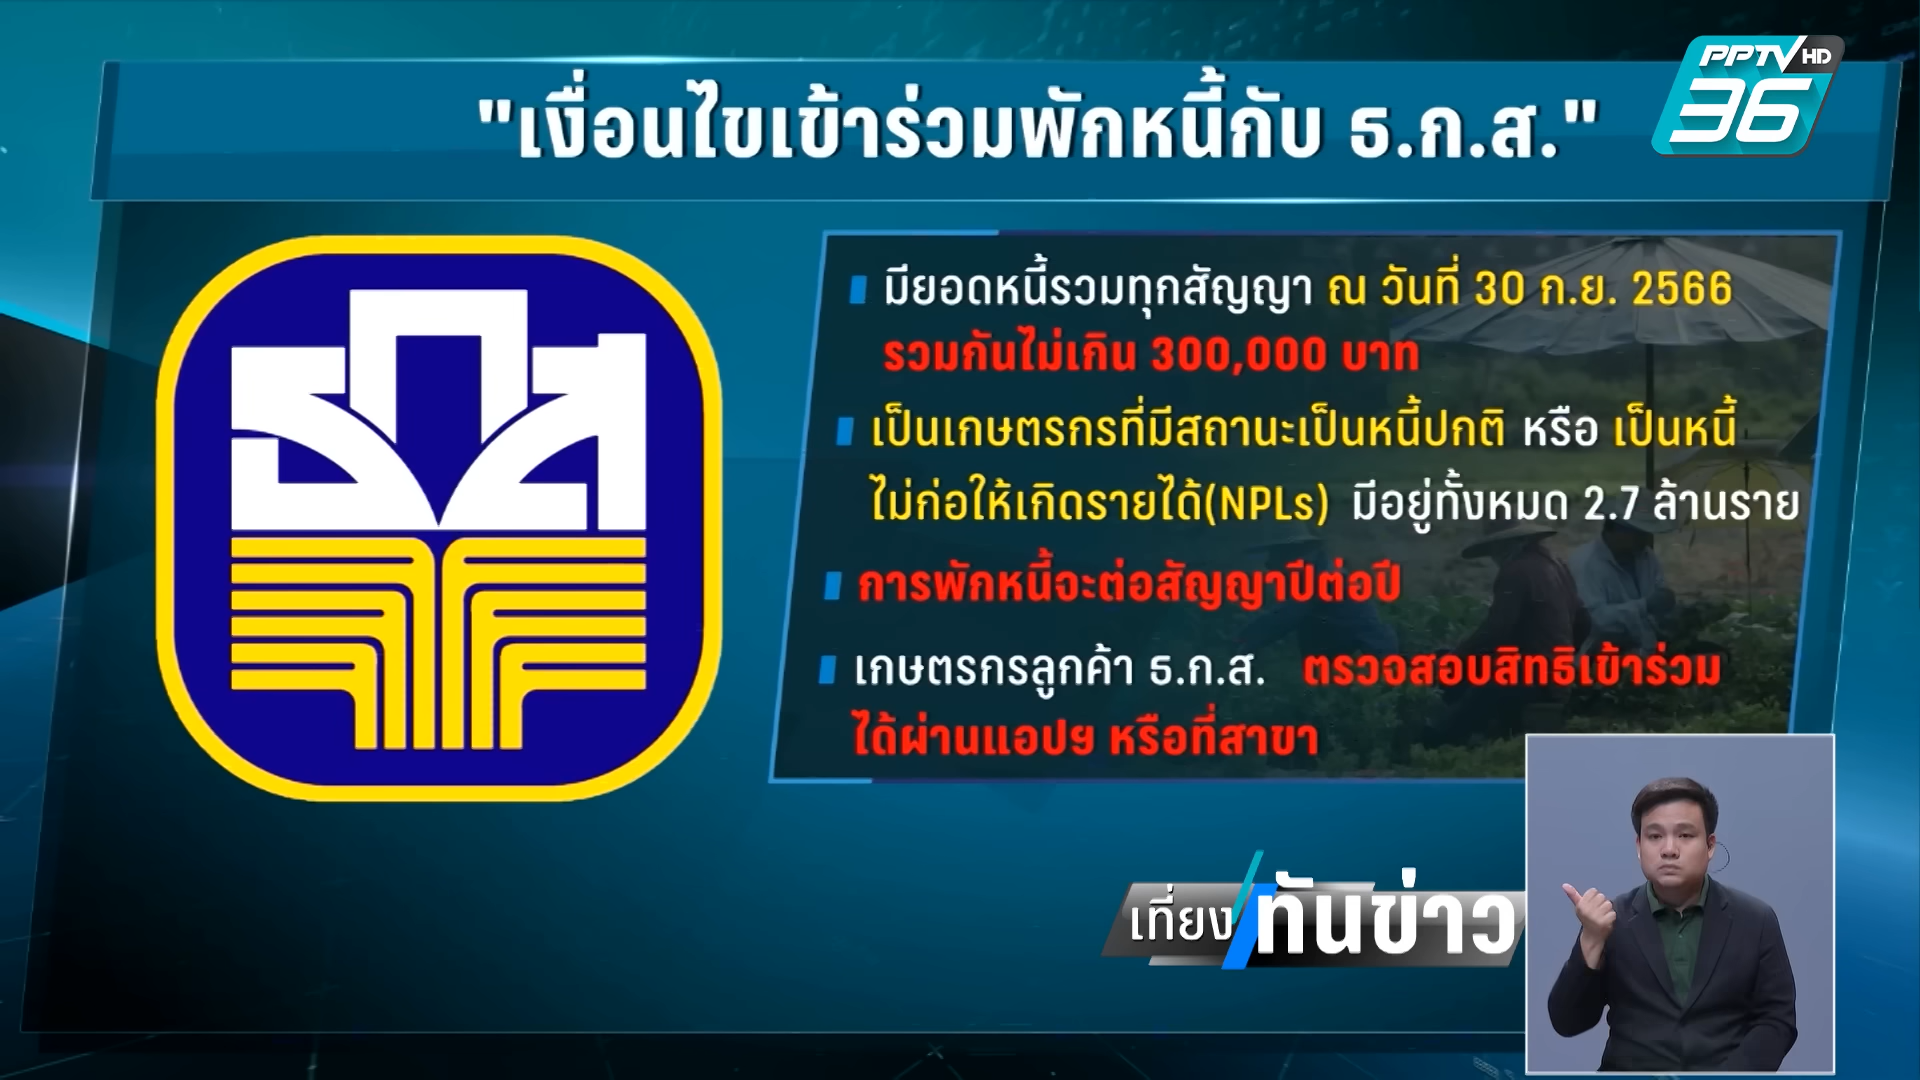 PPTV HD
36
"เงื่อนไขเข้าร่วมพักหนี้กับ ธ.ก.ส."
ธกส
มียอดหนี้รวมทุกสัญญา ณ วันที่ 30 ก.ย. 2566
รวมกันไม่เกิน 300,000 บาท
เป็นเกษตรกรที่มีสถานะเป็นหนี้ปกติ หรือ เป็นหนี้
ไม่ก่อให้เกิดรายได้(NPLs) มีอยู่ทั้งหมด 2.7 ล้านราย
การพักหนี้จะต่อสัญญาปีต่อปี
เกษตรกรลูกค้า ธ.ก.ส. ตรวจสอบสิทธิเข้าร่วม
ได้ผ่านแอปฯ หรือที่สาขา
เที่ยงทันข่าว